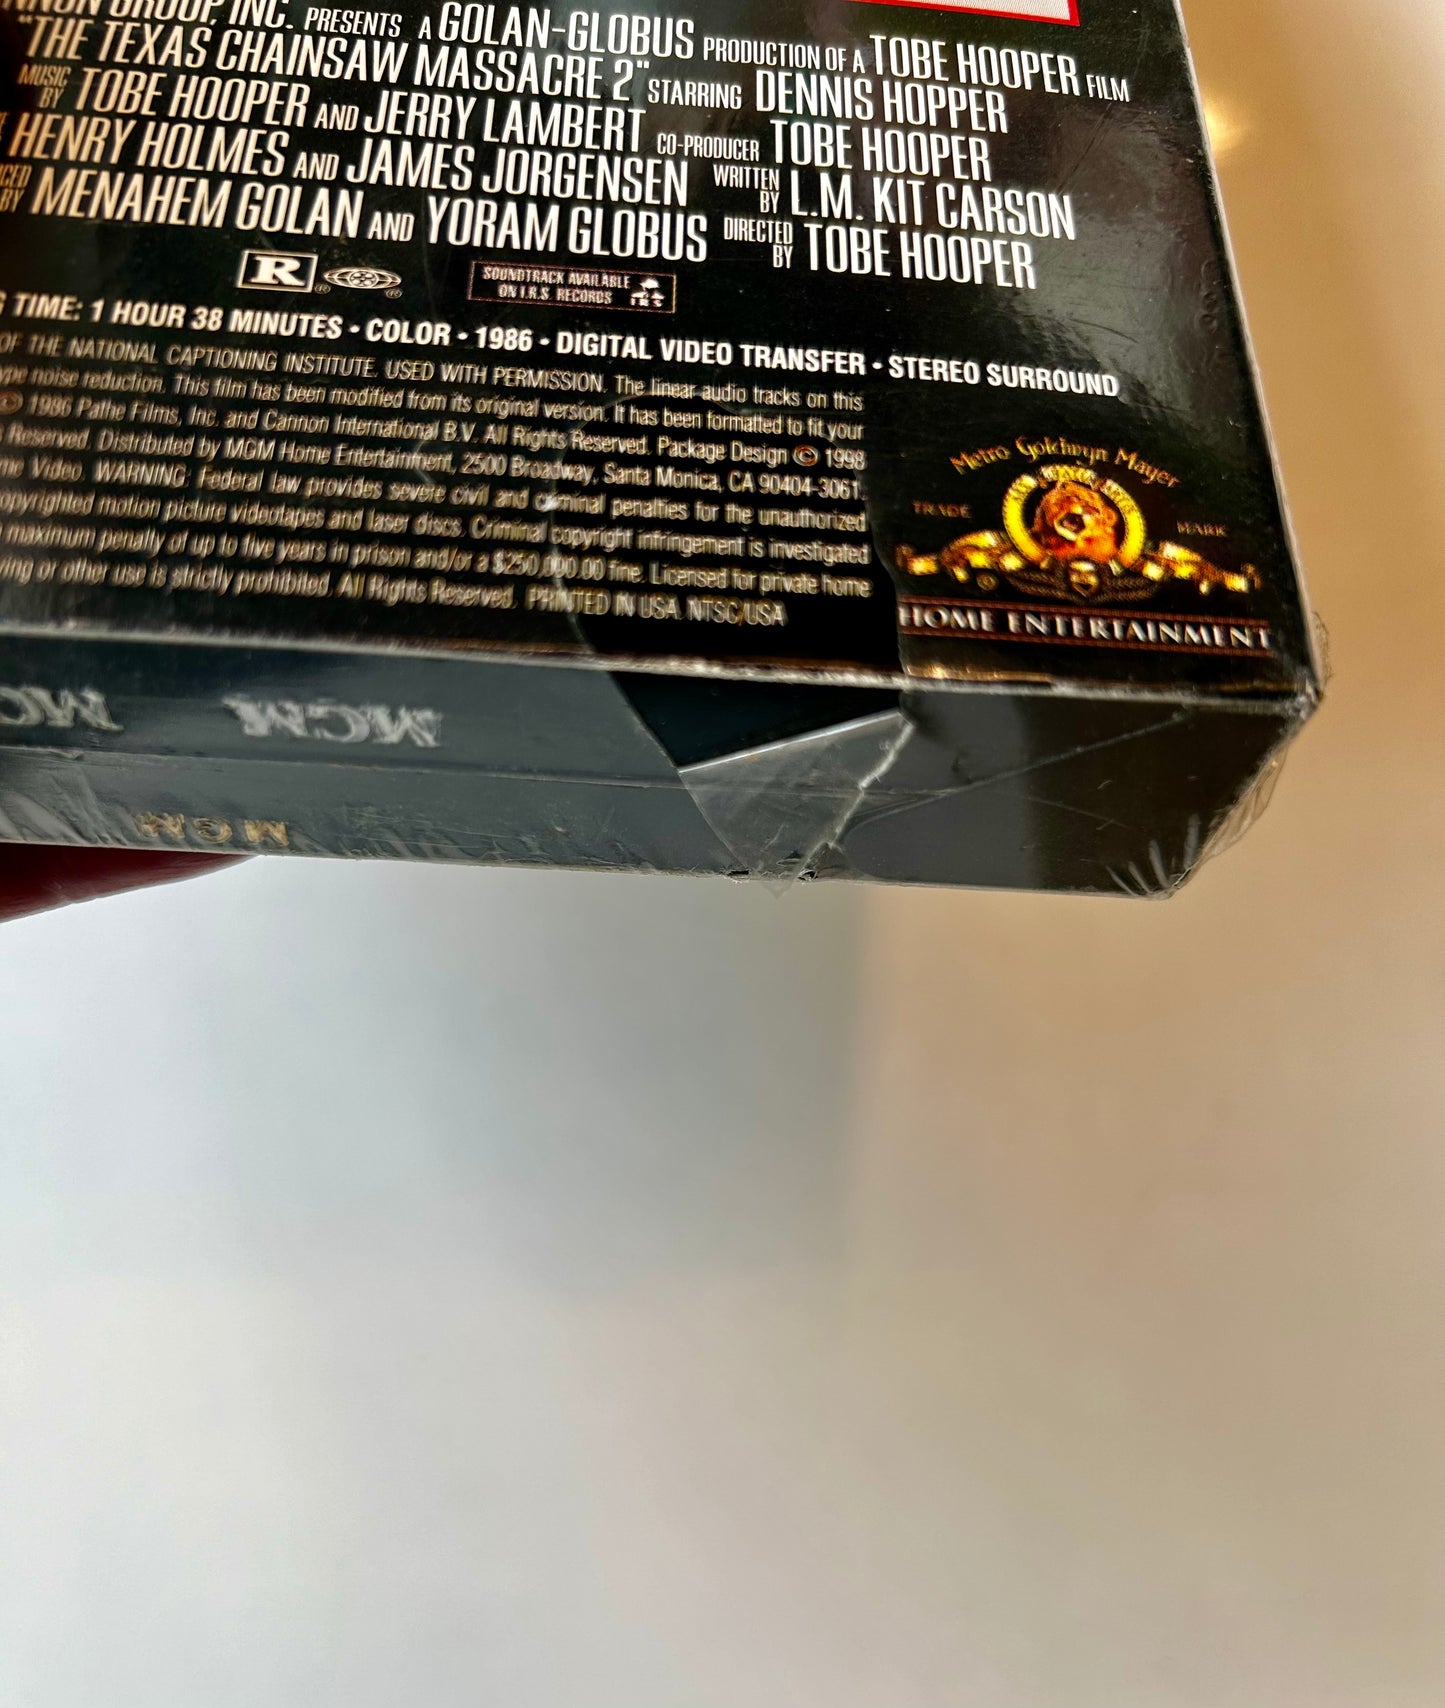 GROUP, INC. PRESENTS A GOLAN-GLOBUS PRODUCTION OF A TOBE HOOPER FILM
"THE TEXAS CHAINSAW MASSACRE 2" STARRING DENNIS HOPPER
MUSIC BY TOBE HOOPER AND JERRY LAMBERT CO-PRODUCER TOBE HOOPER
HENRY HOLMES AND JAMES JORGENSEN WRITTEN BY L.M. KIT CARSON
BY MENAHEM GOLAN AND YORAM GLOBUS DIRECTED BY TOBE HOOPER
R ® ®
SOUNDTRACK AVAILABLE
ON I.R.S. RECORDS IRS
TIME: 1 HOUR 38 MINUTES • COLOR • 1986 • DIGITAL VIDEO TRANSFER • STEREO SURROUND
OF THE NATIONAL CAPTIONING INSTITUTE. USED WITH PERMISSION. The linear audio tracks on this
noise reduction. This film has been modified from its original version. It has been formatted to fit your
© 1986 Pathe Films, Inc. and Cannon International B.V. All Rights Reserved. Package Design © 1998
Reserved. Distributed by MGM Home Entertainment, 2500 Broadway, Santa Monica, CA 90404-3061.
Video. WARNING: Federal law provides severe civil and criminal penalties for the unauthorized
copyrighted motion picture videotapes and laser discs. Criminal copyright infringement is investigated
maximum penalty of up to five years in prison and/or a $250,000.00 fine. Licensed for private home
or other use is strictly prohibited. All Rights Reserved. PRINTED IN USA. NTSC/USA
Metro Goldwyn Mayer
TRADE MARK
HOME ENTERTAINMENT
MGM
MGM